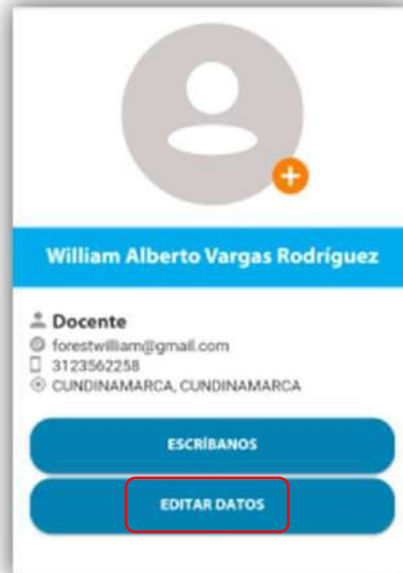 William Alberto Vargas Rodríguez
Docente
forestwilliam@gmail.com
3123562258
CUNDINAMARCA, CUNDINAMARCA
ESCRÍBANOS
EDITAR DATOS